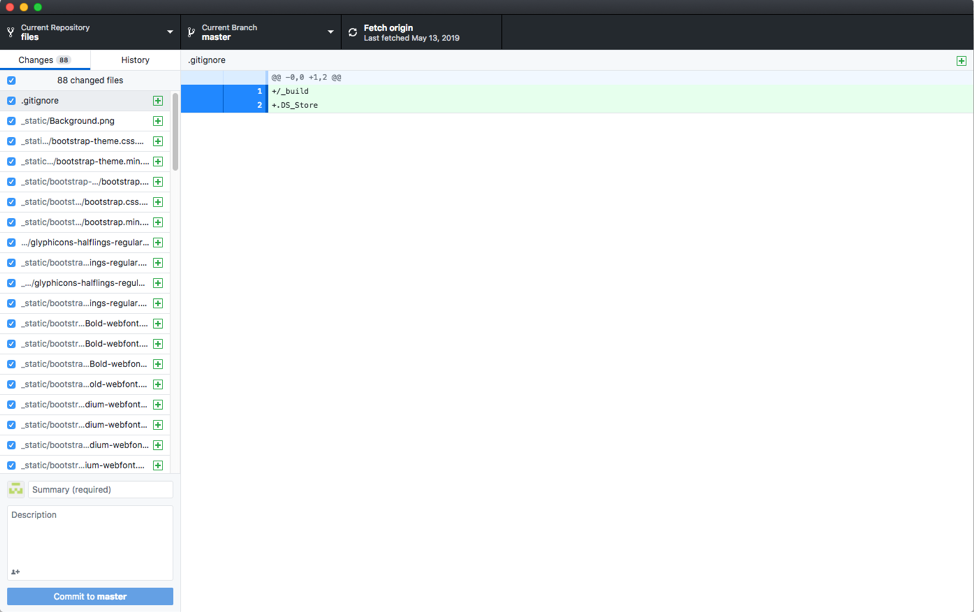 Current Repository
files
Current Branch
master
Fetch origin
Last fetched May 13, 2019
Changes 88
History
.gitignore
88 changed files
@@ -0,0 +1,2 @@
1 +/_build
2 +.DS_Store
.gitignore
_static/Background.png
_stati.../bootstrap-theme.css....
_static.../bootstrap-theme.min....
_static/bootstrap-.../bootstrap....
_static/bootst.../bootstrap.css....
_static/bootst.../bootstrap.min....
.../glyphicons-halflings-regular...
_static/bootstra...ings-regular....
_.../glyphicons-halflings-regul...
_static/bootstra...ings-regular....
_static/bootstr...Bold-webfont....
_static/bootstr...Bold-webfont....
_static/bootstra...Bold-webfon...
_static/bootstra...old-webfont....
_static/bootstr...dium-webfont...
_static/bootstr...dium-webfont...
_static/bootstra...dium-webfon...
_static/bootstr...ium-webfont....
Summary (required)
Description
Commit to master